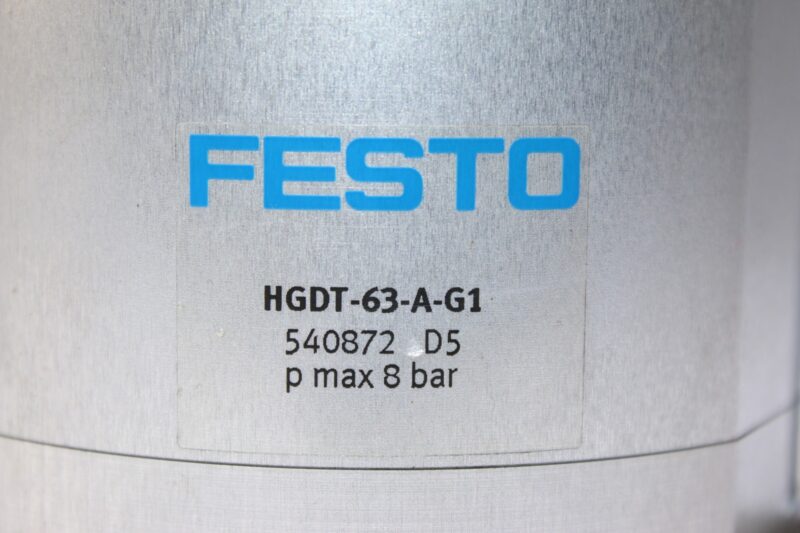 FESTO
HGDT-63-A-G1
540872 D5
p max 8 bar